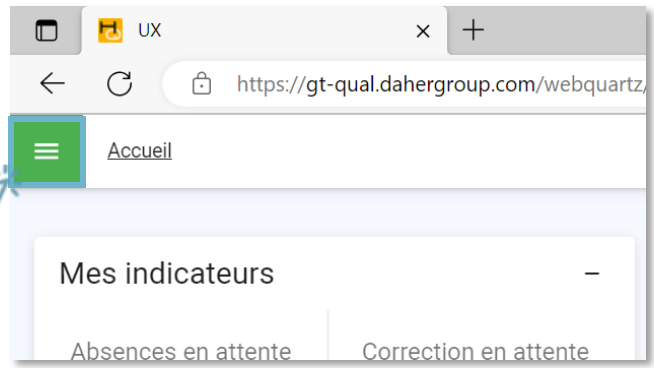 UX
https://gt-qual.dahergroup.com/webquartz/
Accueil
Mes indicateurs
Absences en attente
Correction en attente